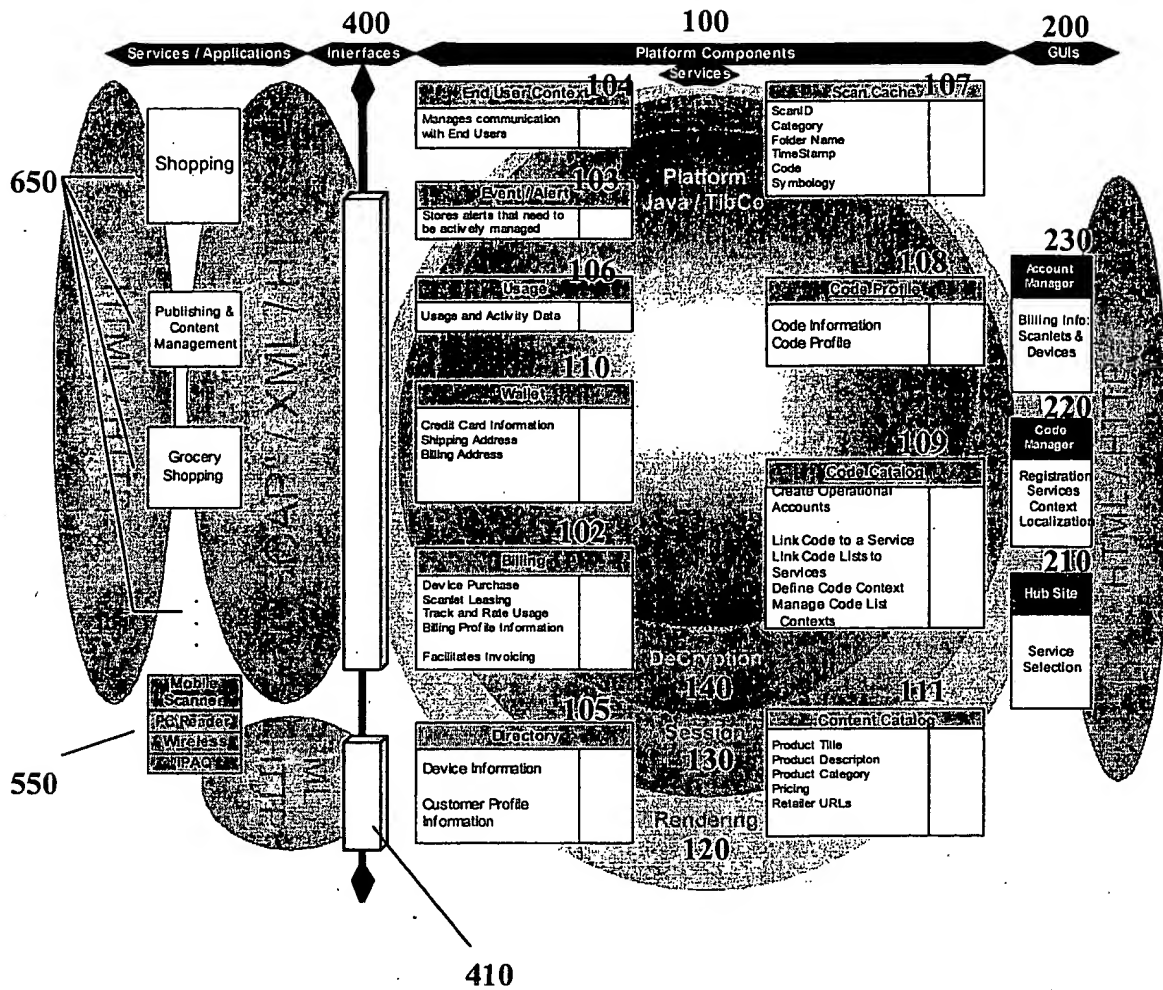 400
100
200
Services / Applications
Interfaces
Platform Components
GUIs
Services
650
Shopping
Publishing &
Content
Management
Grocery
Shopping
Mobile
Scanner
PC Reader
Wireless
IPAQ
550
410
End User Context
104
Manages communication
with End Users
Event / Alert
103
Stores alerts that need to
be actively managed
Usage
106
Usage and Activity Data
Wallet
110
Credit Card Information
Shipping Address
Billing Address
Billing
102
Device Purchase
Scanlet Leasing
Track and Rate Usage
Billing Profile Information
Facilitates Invoicing
Directory
105
Device Information
Customer Profile
Information
Platform
Java / TibCo
DeCryption
140
Session
130
Rendering
120
Scan Cache
107
ScanID
Category
Folder Name
TimeStamp
Code
Symbology
Code Profile
108
Code Information
Code Profile
Code Catalog
109
Create Operational
Accounts
Link Code to a Service
Link Code Lists to
Services
Define Code Context
Manage Code List
Contexts
Content Catalog
111
Product Title
Product Descripton
Product Category
Pricing
Retailer URLs
230
Account
Manager
Billing Info:
Scanlets &
Devices
220
Code
Manager
Registration
Services
Context
Localization
210
Hub Site
Service
Selection